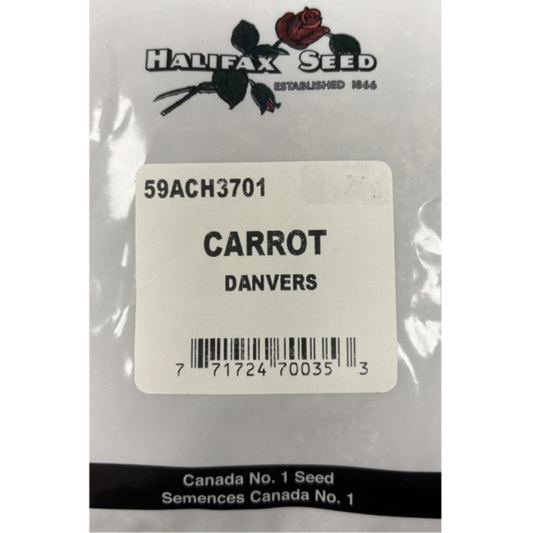 HALIFAX SEED
ESTABLISHED 1866
59ACH3701
CARROT
DANVERS
7 71724 70035 3
Canada No. 1 Seed
Semences Canada No. 1